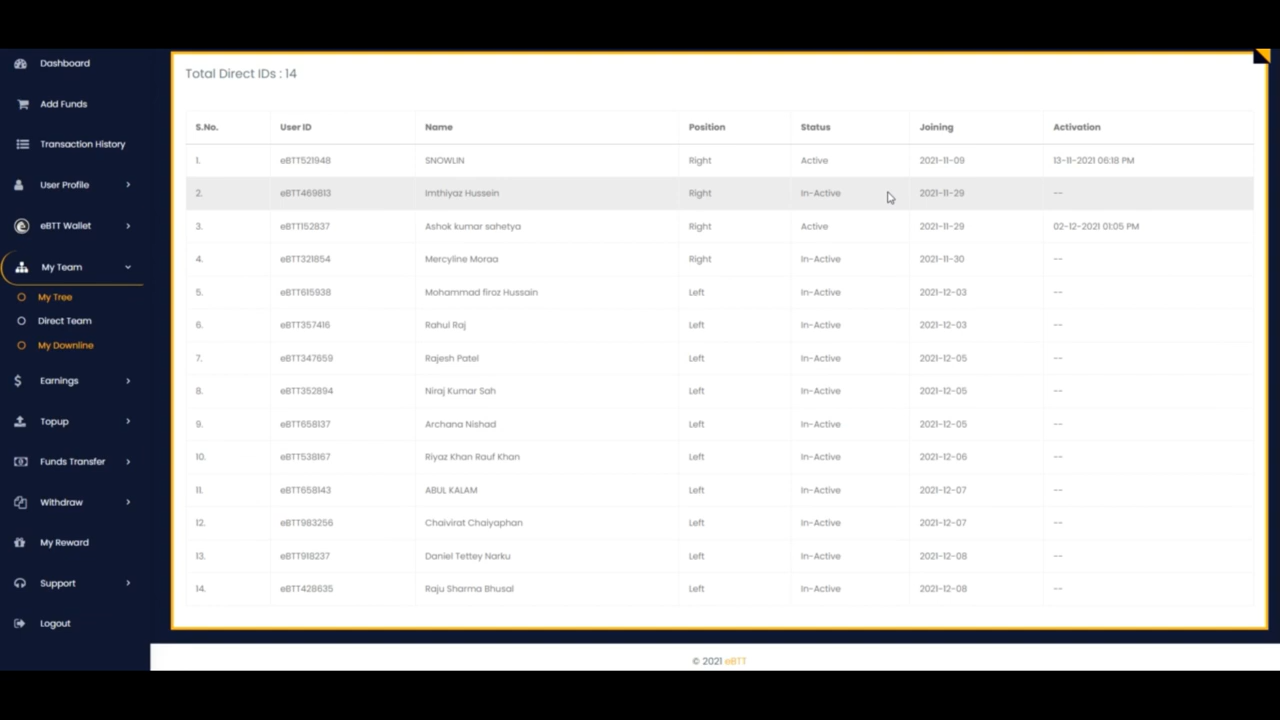 Dashboard
Add Funds
Transaction History
User Profile
eBTT Wallet
My Team
My Tree
Direct Team
My Downline
Earnings
Topup
Funds Transfer
Withdraw
My Reward
Support
Logout
Total Direct IDs : 14
S.No. User ID Name Position Status Joining Activation
1. eBTT521948 SNOWLIN Right Active 2021-11-09 13-11-2021 06:18 PM
2. eBTT469813 Imthiyaz Hussein Right In-Active 2021-11-29 --
3. eBTT152837 Ashok kumar sahetya Right Active 2021-11-29 02-12-2021 01:05 PM
4. eBTT321854 Mercyline Moraa Right In-Active 2021-11-30 --
5. eBTT615938 Mohammad firoz Hussain Left In-Active 2021-12-03 --
6. eBTT357416 Rahul Raj Left In-Active 2021-12-03 --
7. eBTT347659 Rajesh Patel Left In-Active 2021-12-05 --
8. eBTT352894 Niraj Kumar Sah Left In-Active 2021-12-05 --
9. eBTT658137 Archana Nishad Left In-Active 2021-12-05 --
10. eBTT538167 Riyaz Khan Rauf Khan Left In-Active 2021-12-06 --
11. eBTT658143 ABUL KALAM Left In-Active 2021-12-07 --
12. eBTT983256 Chaivirat Chaiyaphan Left In-Active 2021-12-07 --
13. eBTT918237 Daniel Tettey Narku Left In-Active 2021-12-08 --
14. eBTT428635 Raju Sharma Bhusal Left In-Active 2021-12-08 --
© 2021 eBTT